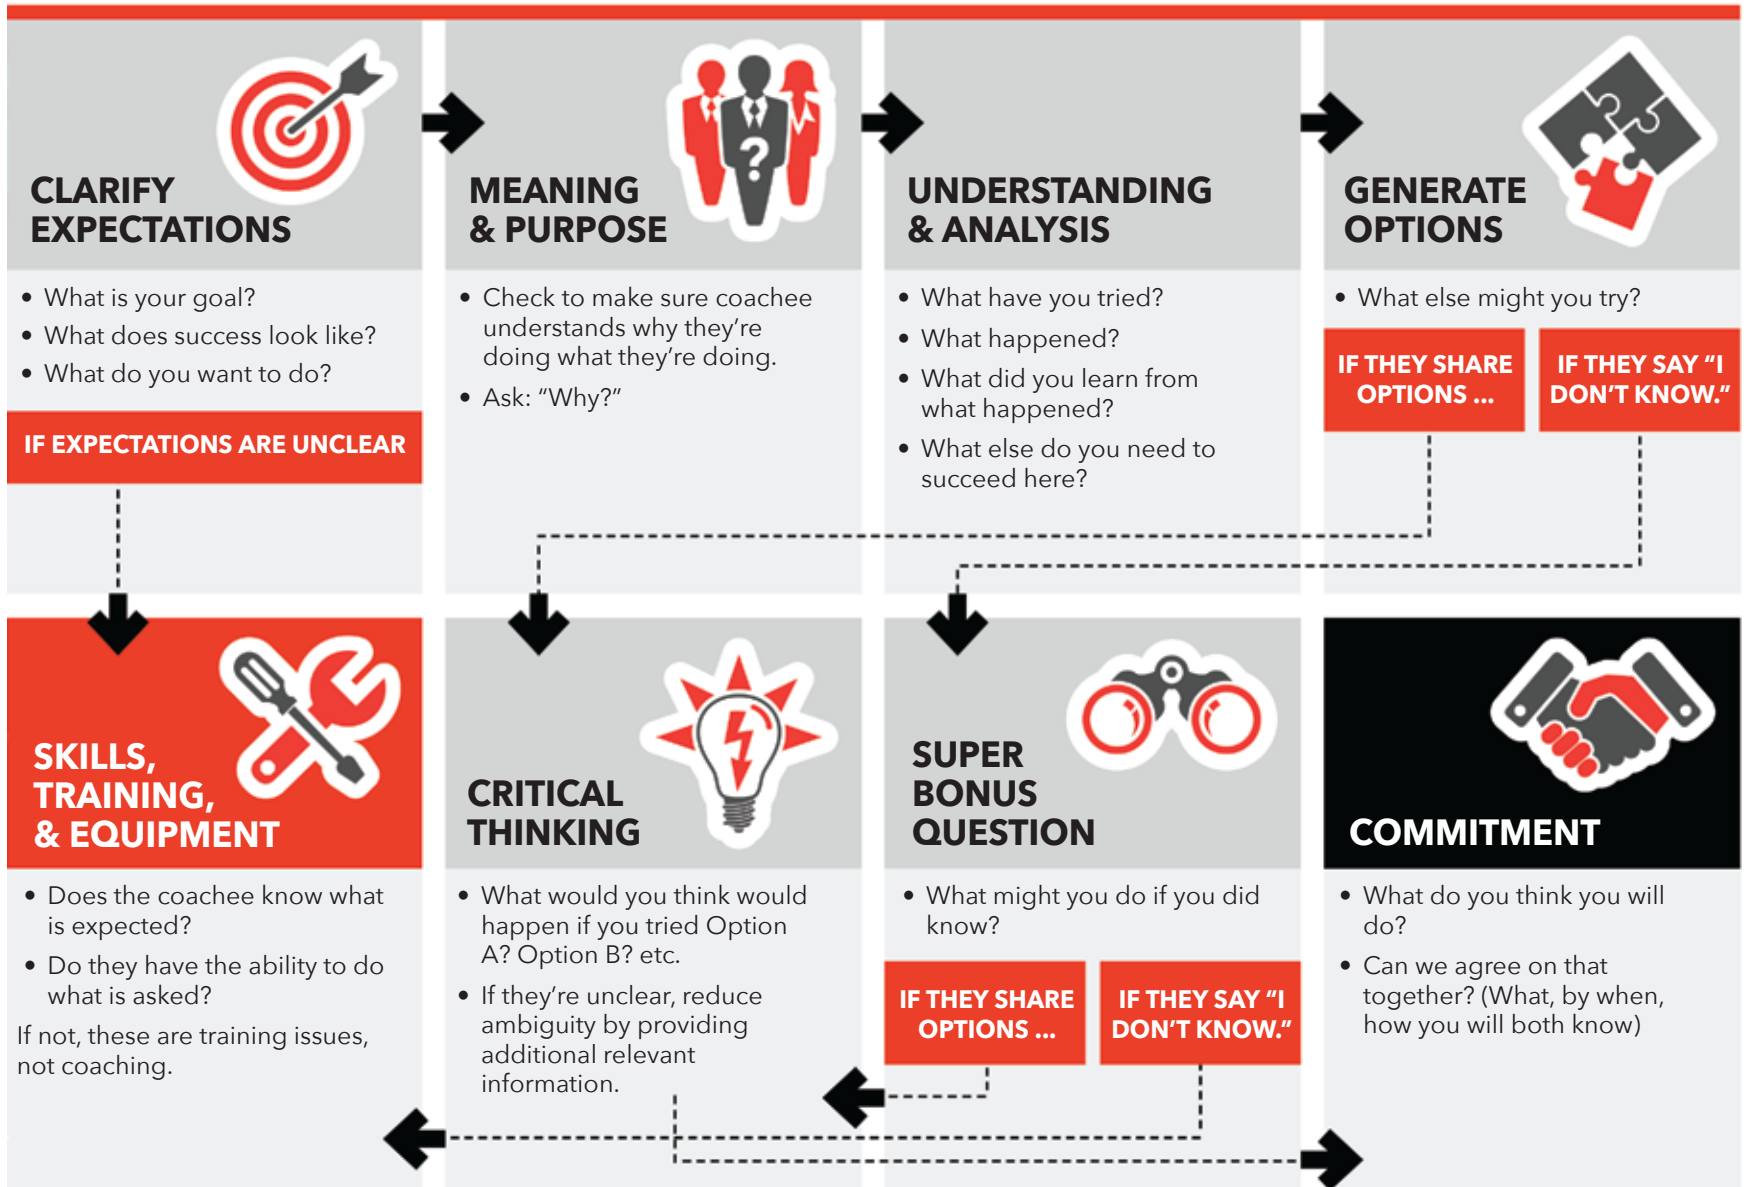 CLARIFY
EXPECTATIONS
• What is your goal?
• What does success look like?
• What do you want to do?
IF EXPECTATIONS ARE UNCLEAR
?
MEANING
& PURPOSE
• Check to make sure coachee
understands why they’re
doing what they’re doing.
• Ask: “Why?”
UNDERSTANDING
& ANALYSIS
• What have you tried?
• What happened?
• What did you learn from
what happened?
• What else do you need to
succeed here?
GENERATE
OPTIONS
• What else might you try?
IF THEY SHARE
OPTIONS ...
IF THEY SAY “I
DON’T KNOW.”
SKILLS,
TRAINING,
& EQUIPMENT
• Does the coachee know what
is expected?
• Do they have the ability to do
what is asked?
If not, these are training issues,
not coaching.
CRITICAL
THINKING
• What would you think would
happen if you tried Option
A? Option B? etc.
• If they’re unclear, reduce
ambiguity by providing
additional relevant
information.
SUPER
BONUS
QUESTION
• What might you do if you did
know?
IF THEY SHARE
OPTIONS ...
IF THEY SAY “I
DON’T KNOW.”
COMMITMENT
• What do you think you will
do?
• Can we agree on that
together? (What, by when,
how you will both know)